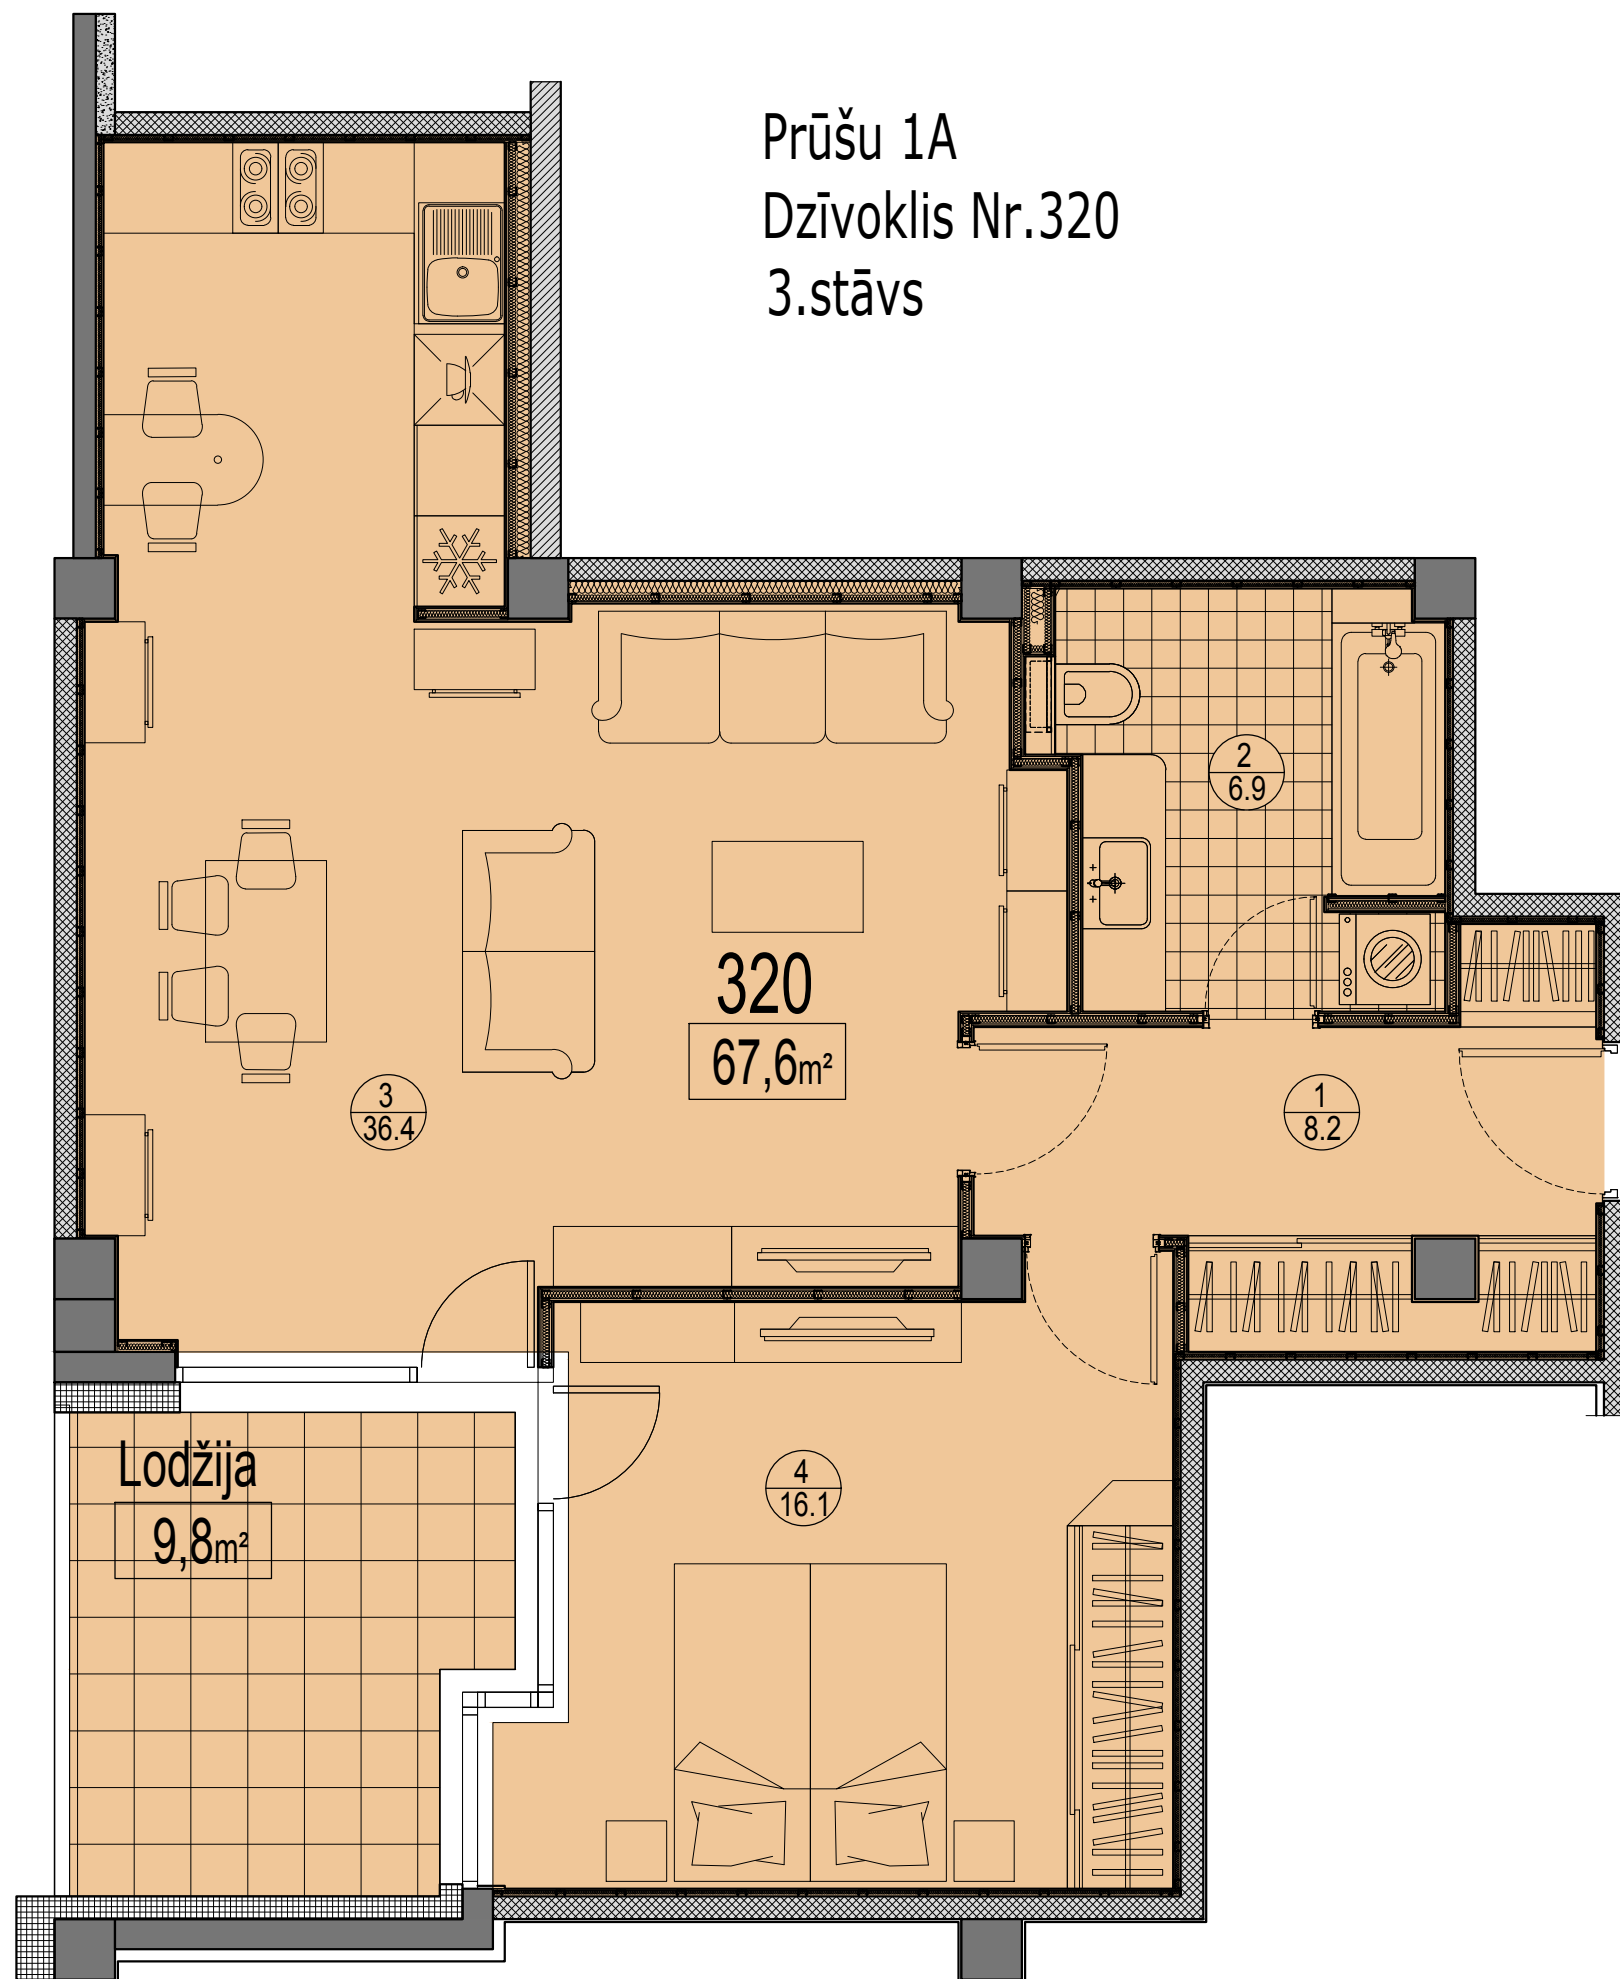 Prūšu 1A
Dzīvoklis Nr.320
3.stāvs
2
6.9
320
67,6m²
3
36.4
1
8.2
Lodžija
9,8m²
4
16.1